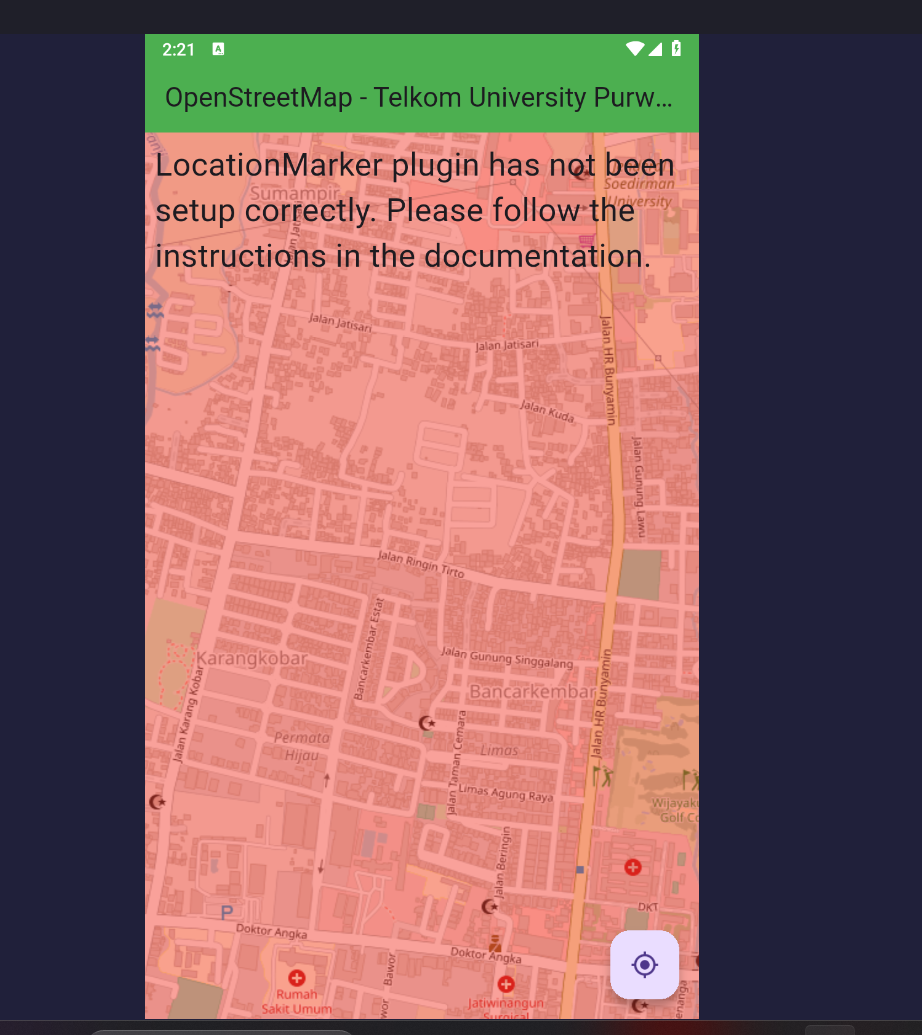 2:21
A
OpenStreetMap - Telkom University Purw...
LocationMarker plugin has not been
setup correctly. Please follow the
instructions in the documentation.
Sumampir
Soedirman
University
Jalan Jatisari
Jalan Jatisari
Jalan HR Bunyamin
Jalan Kuda
Jalan Gunung Lawu
Jalan Ringin Tirto
Bancarkembar Estat
Jalan Gunung Singgalang
Karangkobar
Bancarkembar
Jalan Karang Kobar
Jalan HR Bunyamin
Permata
Hijau
Jalan Taman Cemara
Limas
Limas Agung Raya
Wijayaku
Golf Co
Jalan Beringin
DKT
P
Doktor Angka
Doktor Angka
Bawor
Rumah
Sakit Umum
Jatiwinangun
Surgical